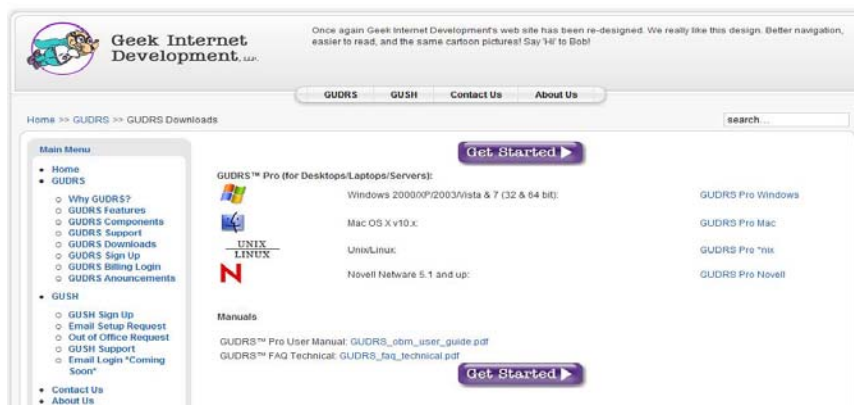 Geek Internet
Development, LLP.
Once again Geek Internet Development's web site has been re-designed. We really like this design. Better navigation,
easier to read, and the same cartoon pictures! Say 'Hi' to Bob!
GUDRS GUSH Contact Us About Us
Home >> GUDRS >> GUDRS Downloads
search...
Main Menu
Home
GUDRS
Why GUDRS?
GUDRS Features
GUDRS Components
GUDRS Support
GUDRS Downloads
GUDRS Sign Up
GUDRS Billing Login
GUDRS Anouncements
GUSH
GUSH Sign Up
Email Setup Request
Out of Office Request
GUSH Support
Email Login *Coming
Soon*
Contact Us
About Us
Get Started
GUDRS™ Pro (for Desktops/Laptops/Servers):
Windows 2000/XP/2003/Vista & 7 (32 & 64 bit): GUDRS Pro Windows
Mac OS X v10.x: GUDRS Pro Mac
UNIX
LINUX
Unix/Linux: GUDRS Pro *nix
N
Novell Netware 5.1 and up: GUDRS Pro Novell
Manuals
GUDRS™ Pro User Manual: GUDRS_obm_user_guide.pdf
GUDRS™ FAQ Technical: GUDRS_faq_technical.pdf
Get Started